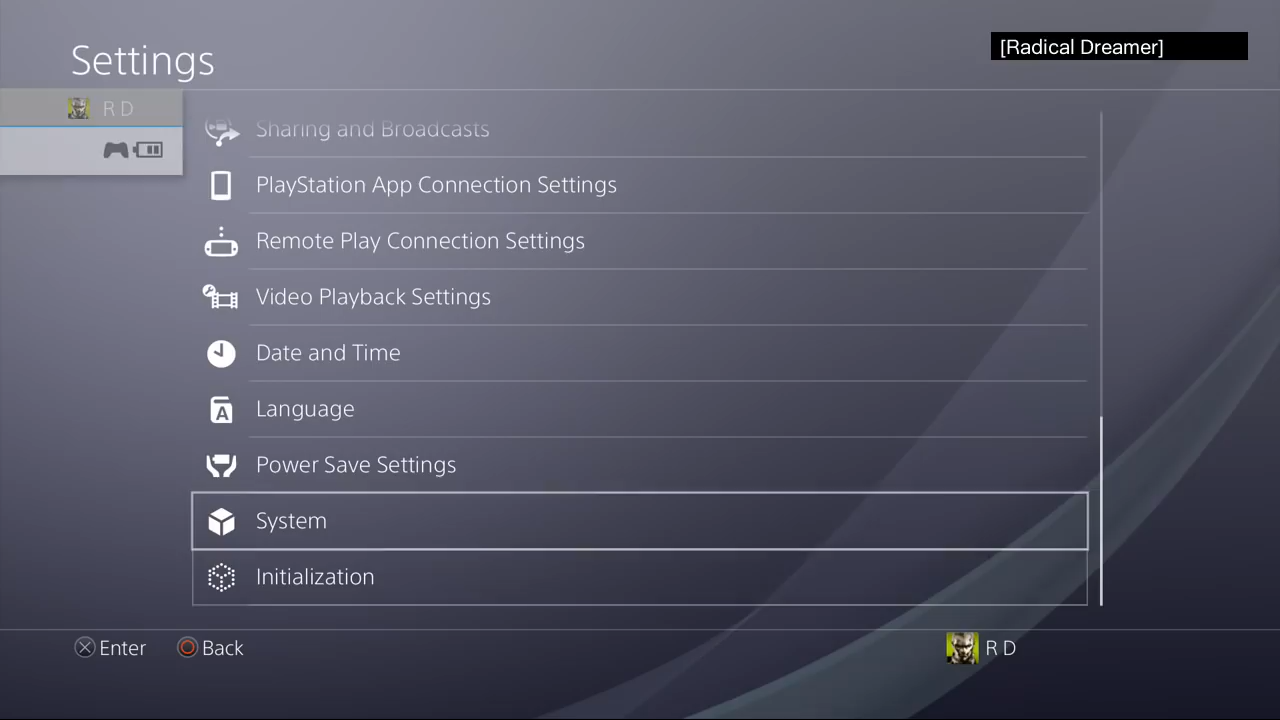 Settings
[Radical Dreamer]
R D
Sharing and Broadcasts
PlayStation App Connection Settings
Remote Play Connection Settings
Video Playback Settings
Date and Time
Language
Power Save Settings
System
Initialization
Enter
Back
R D